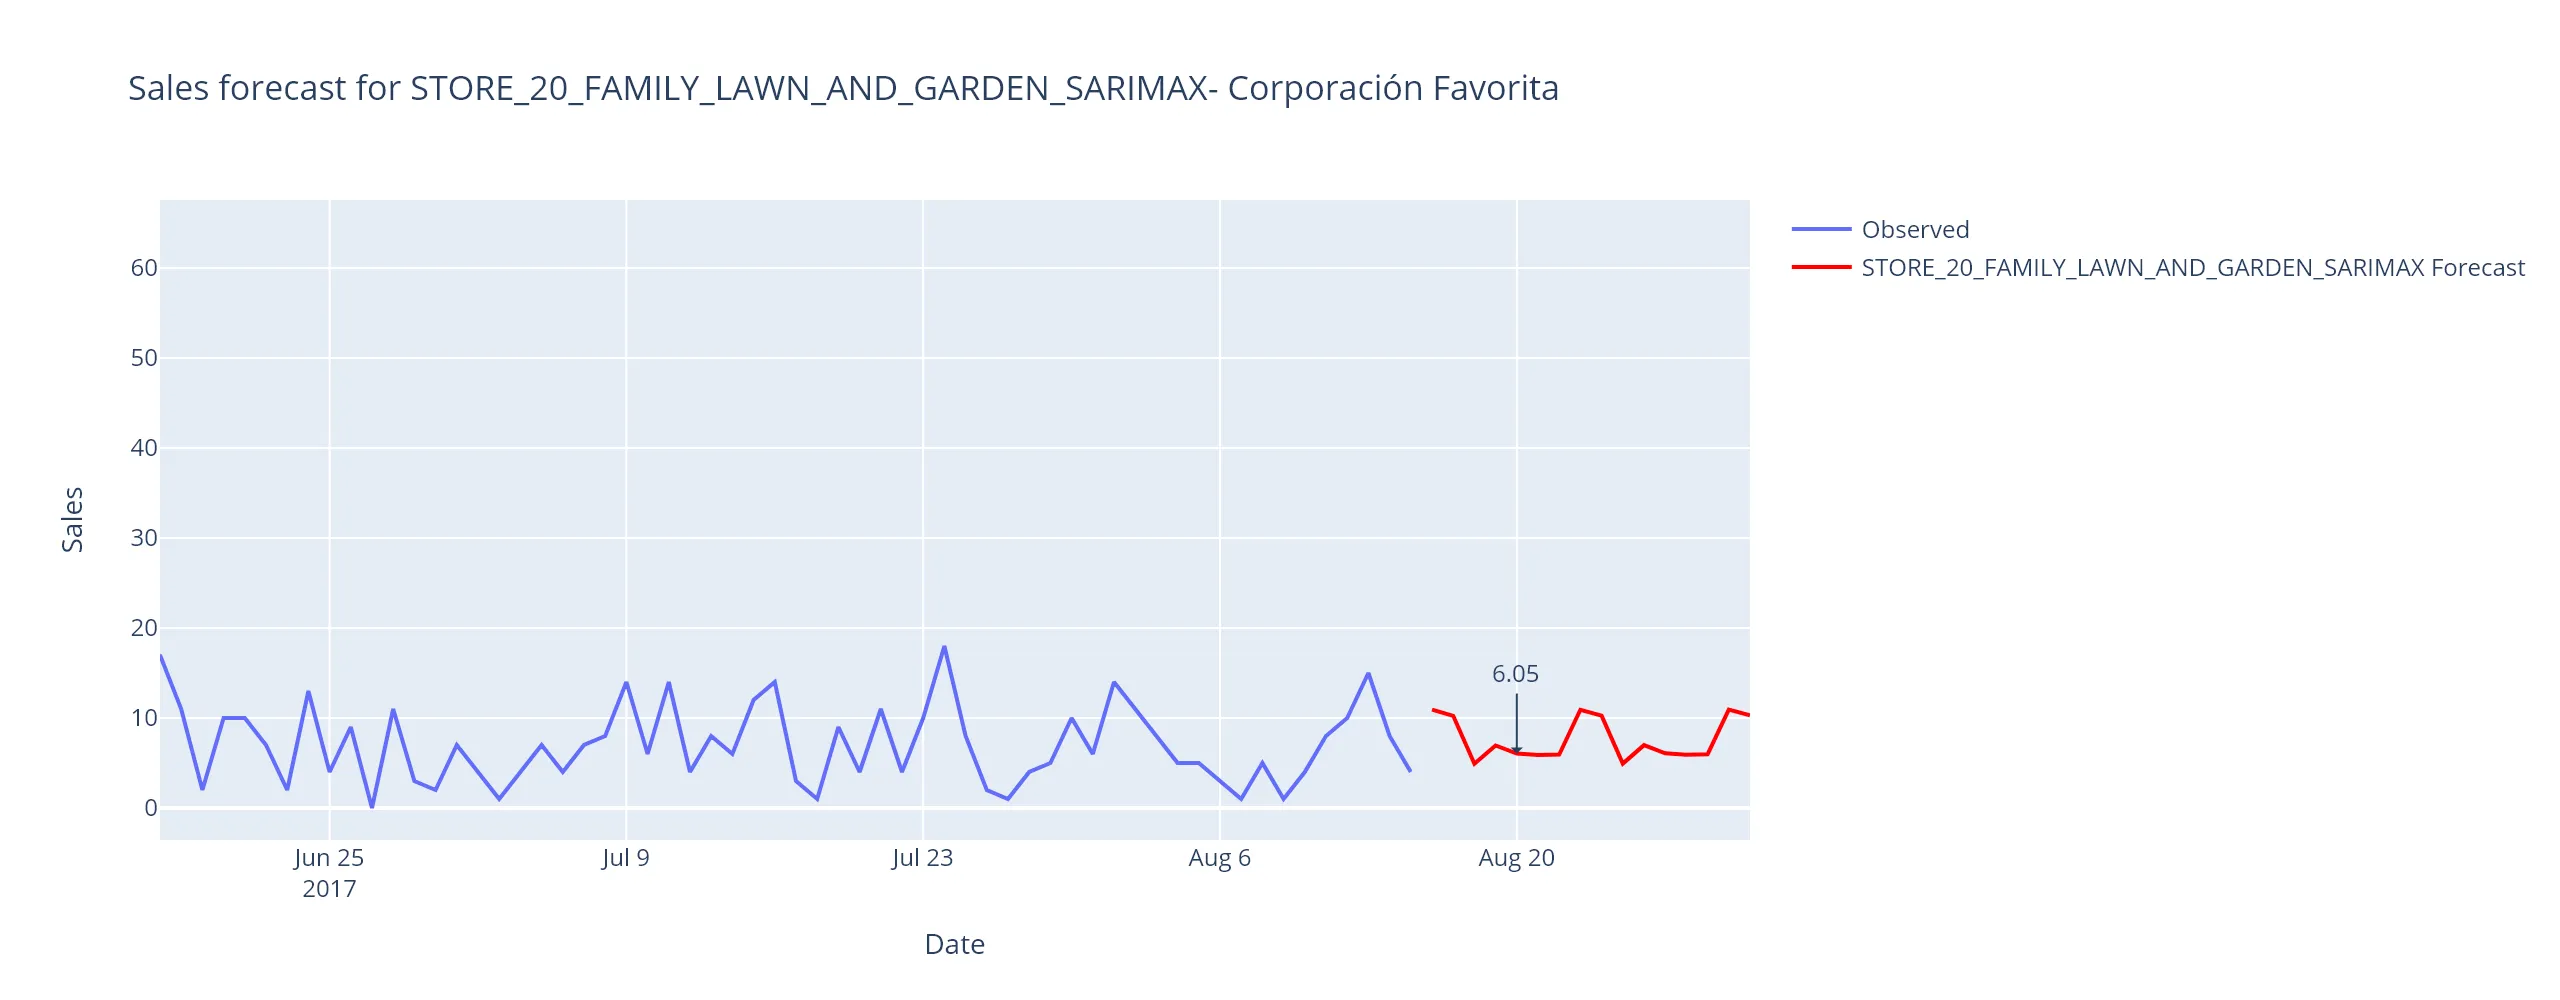 Sales forecast for STORE_20_FAMILY_LAWN_AND_GARDEN_SARIMAX- Corporación Favorita
Observed
STORE_20_FAMILY_LAWN_AND_GARDEN_SARIMAX Forecast
60
50
40
30
20
10
0
Sales
6.05
Jun 25
2017
Jul 9
Jul 23
Aug 6
Aug 20
Date